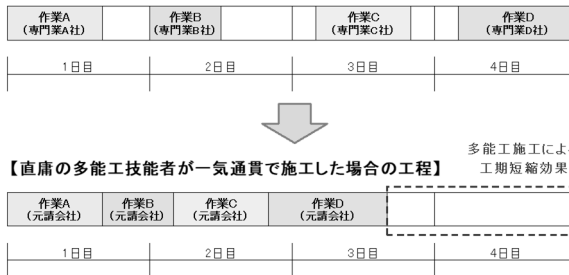 作業A 作業B 作業C 作業D
(専門業A社) (専門業B社) (専門業C社) (専門業D社)
1日目 2日目 3日目 4日目
多能工施工によ
工期短縮効果
【直庸の多能工技能者が一気通貫で施工した場合の工程】
作業A 作業B 作業C 作業D
(元請会社) (元請会社) (元請会社) (元請会社)
1日目 2日目 3日目 4日目